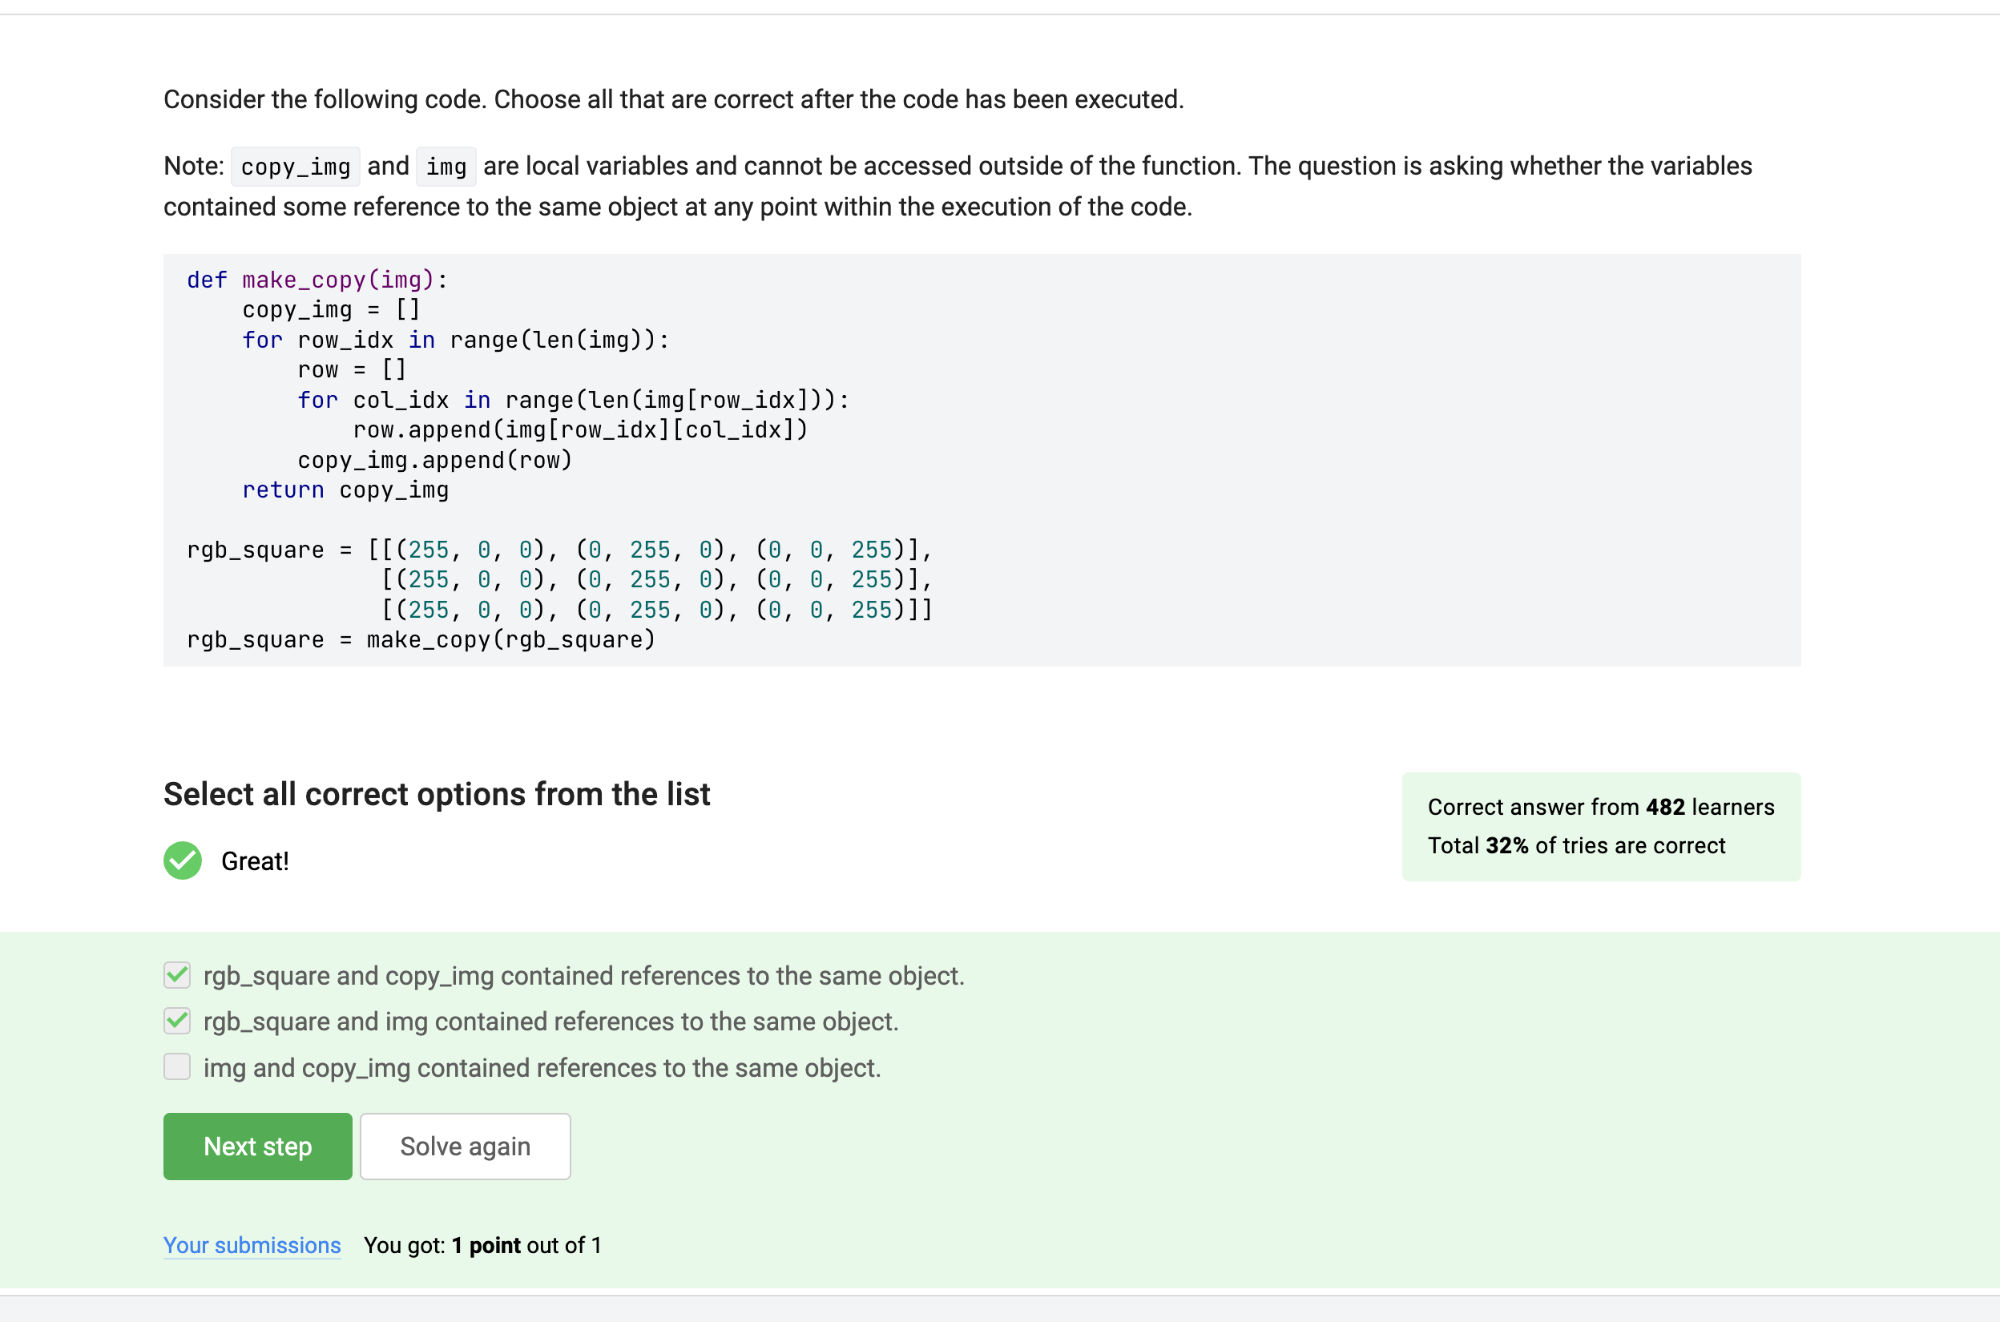 Consider the following code. Choose all that are correct after the code has been executed.
Note: copy_img and img are local variables and cannot be accessed outside of the function. The question is asking whether the variables
contained some reference to the same object at any point within the execution of the code.
def make_copy(img):
    copy_img = []
    for row_idx in range(len(img)):
        row = []
        for col_idx in range(len(img[row_idx])):
            row.append(img[row_idx][col_idx])
        copy_img.append(row)
    return copy_img
rgb_square = [[(255, 0, 0), (0, 255, 0), (0, 0, 255)],
              [(255, 0, 0), (0, 255, 0), (0, 0, 255)],
              [(255, 0, 0), (0, 255, 0), (0, 0, 255)]]
rgb_square = make_copy(rgb_square)
Select all correct options from the list
Correct answer from 482 learners
Total 32% of tries are correct
Great!
rgb_square and copy_img contained references to the same object.
rgb_square and img contained references to the same object.
img and copy_img contained references to the same object.
Next step Solve again
Your submissions You got: 1 point out of 1